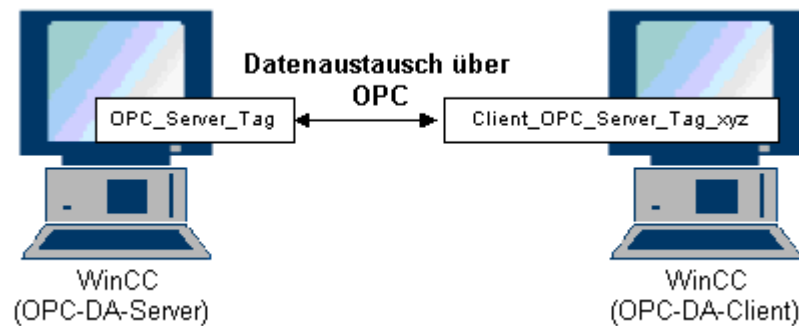 Datenaustausch über
OPC
OPC_Server_Tag
Client_OPC_Server_Tag_xyz
WinCC
(OPC-DA-Server)
WinCC
(OPC-DA-Client)